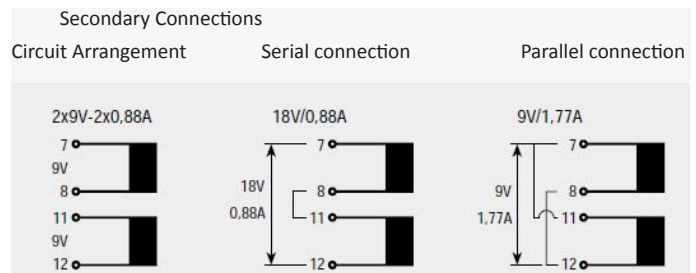 Secondary Connections
Circuit Arrangement Serial connection Parallel connection
2x9V-2x0,88A
7
9V
8
11
9V
12
18V/0,88A
7
18V
8
0,88A
11
12
9V/1,77A
7
9V
8
1,77A
11
12